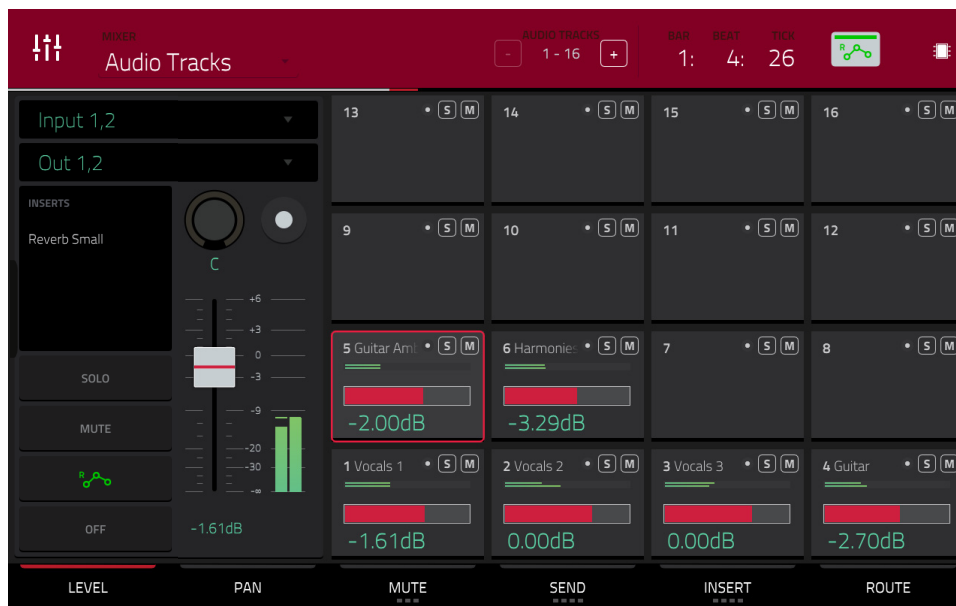 MIXER
Audio Tracks
AUDIO TRACKS
- 1 - 16 +
BAR BEAT TICK
1: 4: 26
R
Input 1,2
Out 1,2
INSERTS
Reverb Small
C
+6
+3
0
-3
-9
-20
-30
-∞
SOLO
MUTE
R
OFF
-1.61dB
13 S M
14 S M
15 S M
16 S M
9 S M
10 S M
11 S M
12 S M
5 Guitar Am S M
-2.00dB
6 Harmonies S M
-3.29dB
7 S M
8 S M
1 Vocals 1 S M
-1.61dB
2 Vocals 2 S M
0.00dB
3 Vocals 3 S M
0.00dB
4 Guitar S M
-2.70dB
LEVEL PAN MUTE SEND INSERT ROUTE